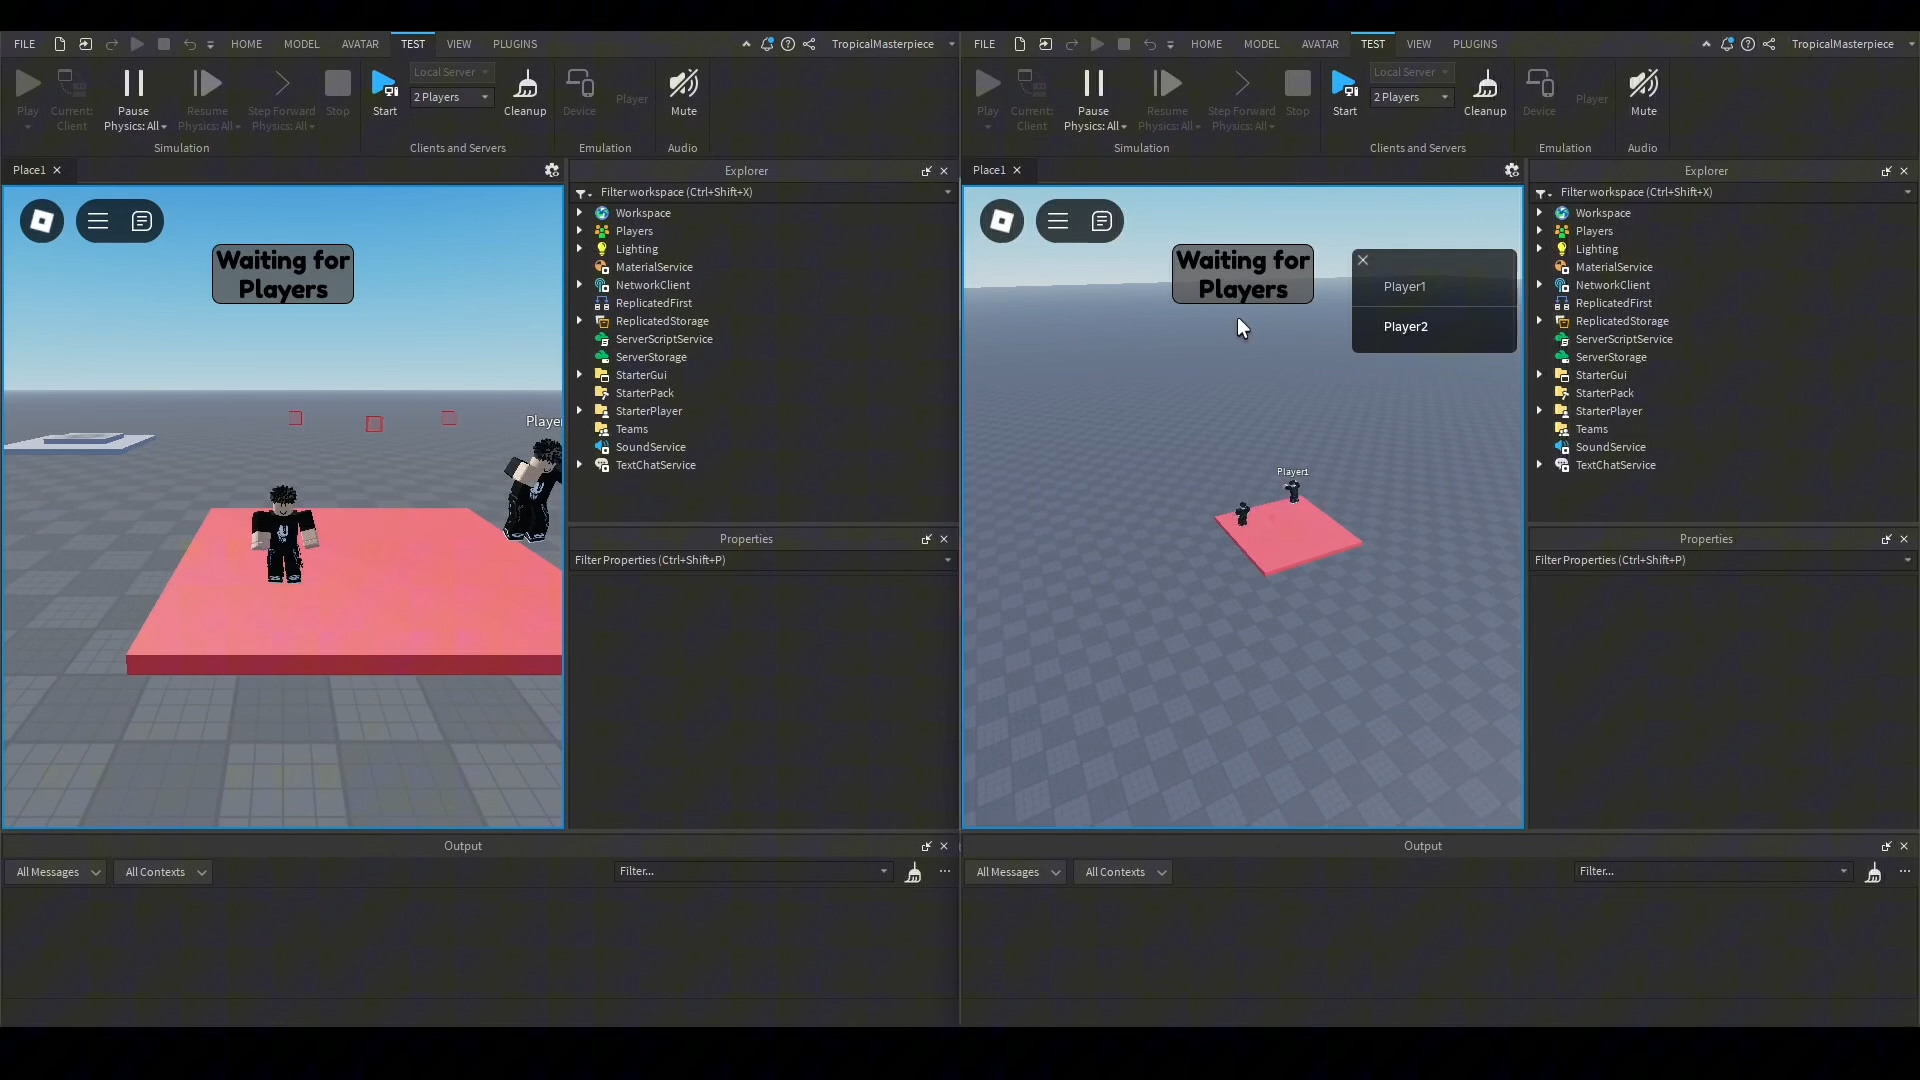 FILE HOME MODEL AVATAR TEST VIEW PLUGINS TropicalMasterpiece
Play Current: Client Pause Physics: All Resume Physics: All Step Forward Physics: All Stop Start Local Server 2 Players Cleanup Device Player Mute
Simulation Clients and Servers Emulation Audio
Place1
Waiting for
Players
Player
Explorer
Filter workspace (Ctrl+Shift+X)
Workspace
Players
Lighting
MaterialService
NetworkClient
ReplicatedFirst
ReplicatedStorage
ServerScriptService
ServerStorage
StarterGui
StarterPack
StarterPlayer
Teams
SoundService
TextChatService
Properties
Filter Properties (Ctrl+Shift+P)
Output
All Messages All Contexts Filter...
FILE HOME MODEL AVATAR TEST VIEW PLUGINS TropicalMasterpiece
Play Current: Client Pause Physics: All Resume Physics: All Step Forward Physics: All Stop Start Local Server 2 Players Cleanup Device Player Mute
Simulation Clients and Servers Emulation Audio
Place1
Waiting for
Players
Player1
Player2
Player1
Explorer
Filter workspace (Ctrl+Shift+X)
Workspace
Players
Lighting
MaterialService
NetworkClient
ReplicatedFirst
ReplicatedStorage
ServerScriptService
ServerStorage
StarterGui
StarterPack
StarterPlayer
Teams
SoundService
TextChatService
Properties
Filter Properties (Ctrl+Shift+P)
Output
All Messages All Contexts Filter...